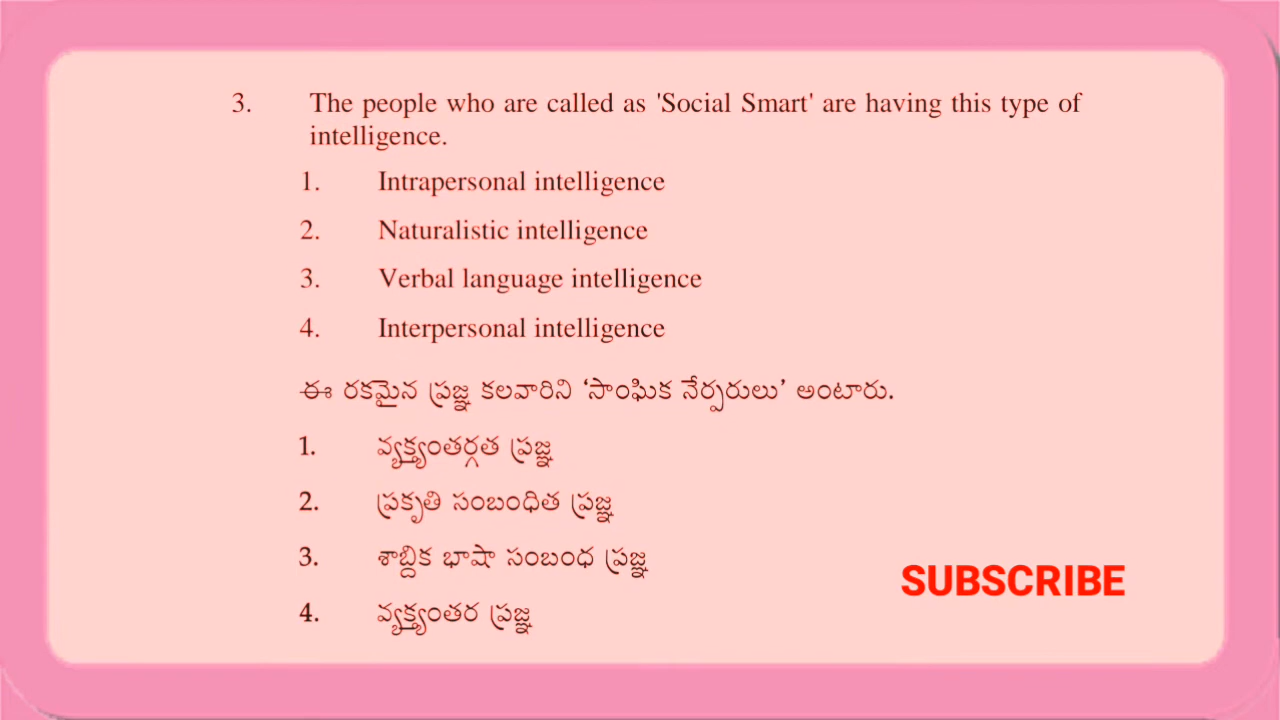 3. The people who are called as 'Social Smart' are having this type of
intelligence.
1. Intrapersonal intelligence
2. Naturalistic intelligence
3. Verbal language intelligence
4. Interpersonal intelligence
ఈ రకమైన ప్రజ్ఞ కలవారిని ‘సాంఘిక నేర్పరులు’ అంటారు.
1. వ్యక్త్యంతర్గత ప్రజ్ఞ
2. ప్రకృతి సంబంధిత ప్రజ్ఞ
3. శాబ్దిక భాషా సంబంధ ప్రజ్ఞ
4. వ్యక్త్యంతర ప్రజ్ఞ
SUBSCRIBE